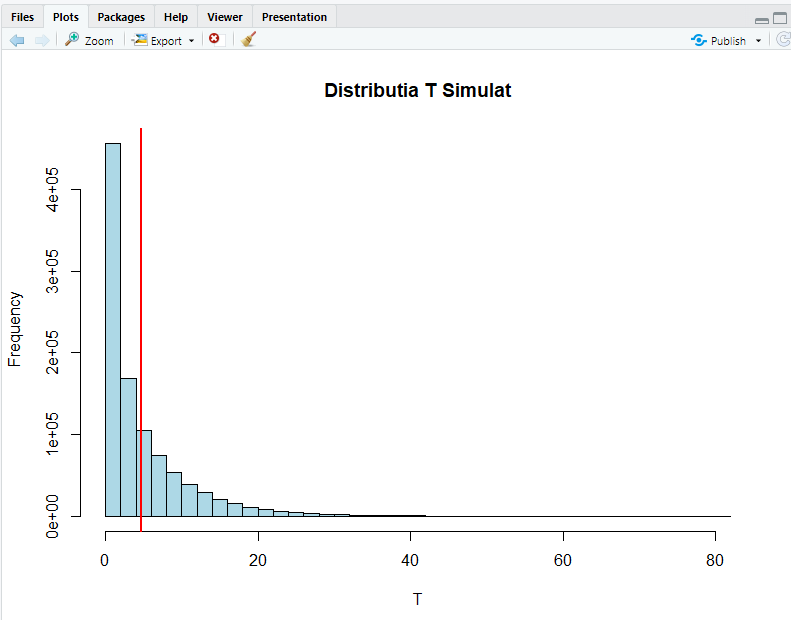 Files Plots Packages Help Viewer Presentation
Zoom Export Publish
Distributia T Simulat
Frequency
4e+05
3e+05
2e+05
1e+05
0e+00
0 20 40 60 80
T